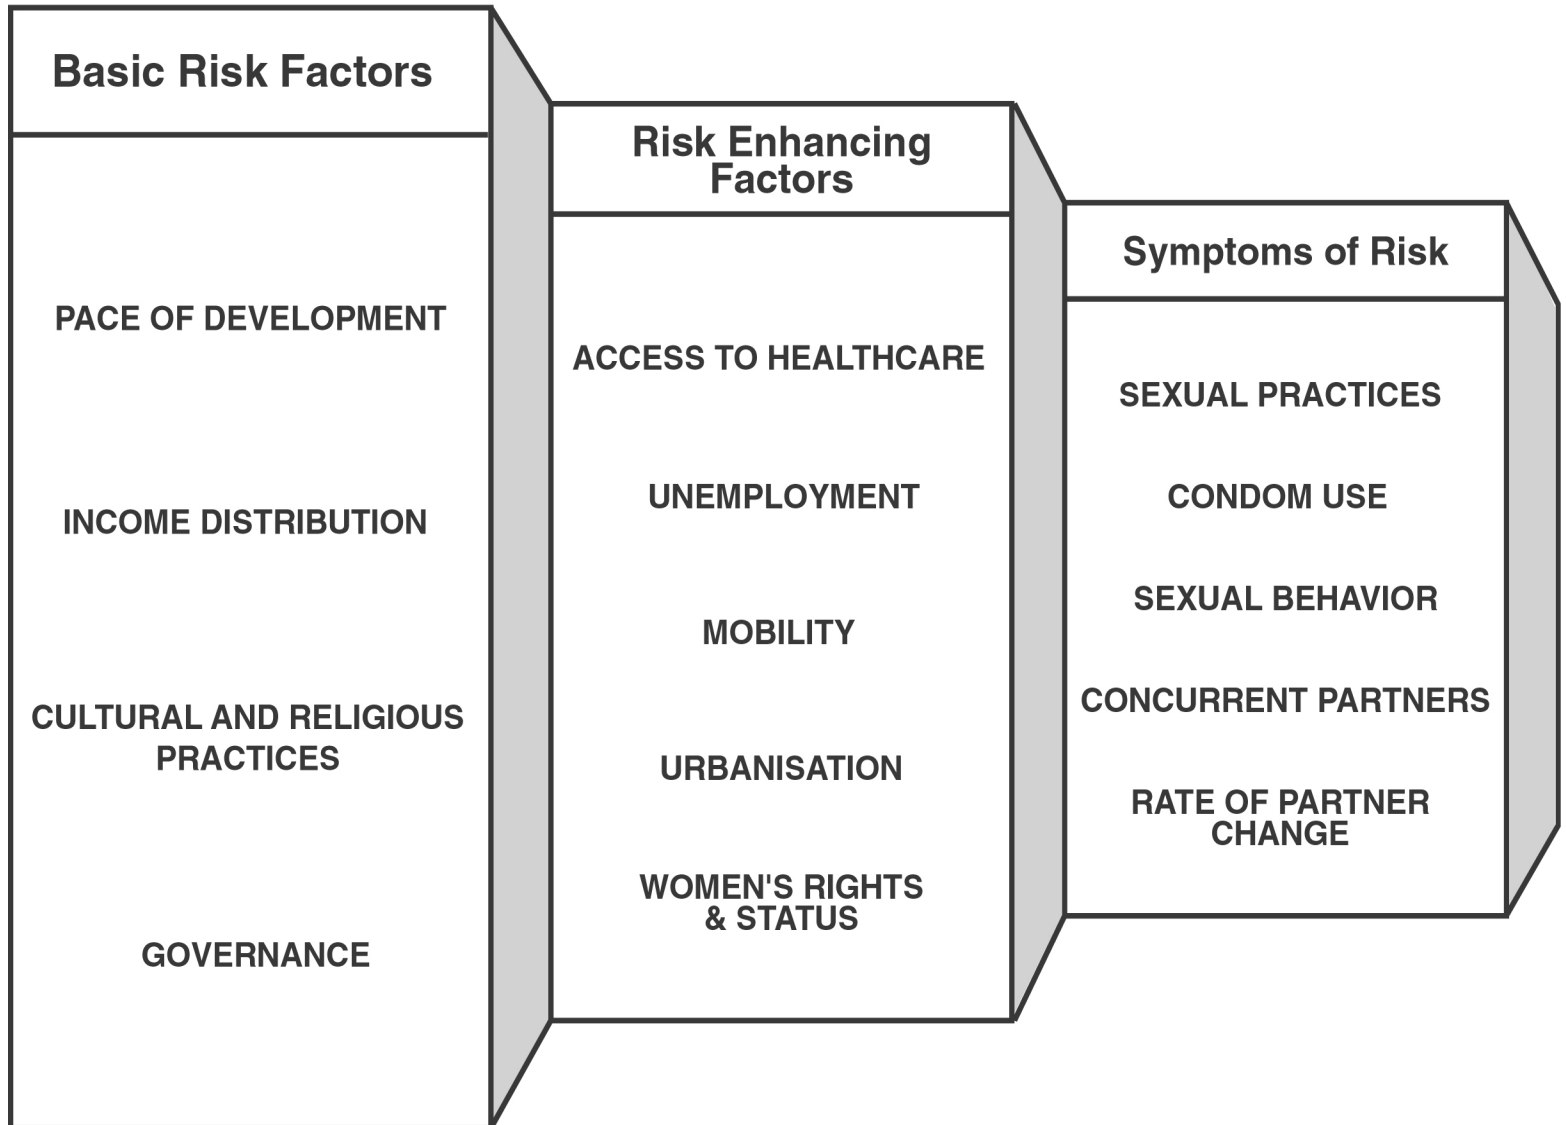 Basic Risk Factors
PACE OF DEVELOPMENT
INCOME DISTRIBUTION
CULTURAL AND RELIGIOUS
PRACTICES
GOVERNANCE
Risk Enhancing
Factors
ACCESS TO HEALTHCARE
UNEMPLOYMENT
MOBILITY
URBANISATION
WOMEN'S RIGHTS
& STATUS
Symptoms of Risk
SEXUAL PRACTICES
CONDOM USE
SEXUAL BEHAVIOR
CONCURRENT PARTNERS
RATE OF PARTNER
CHANGE